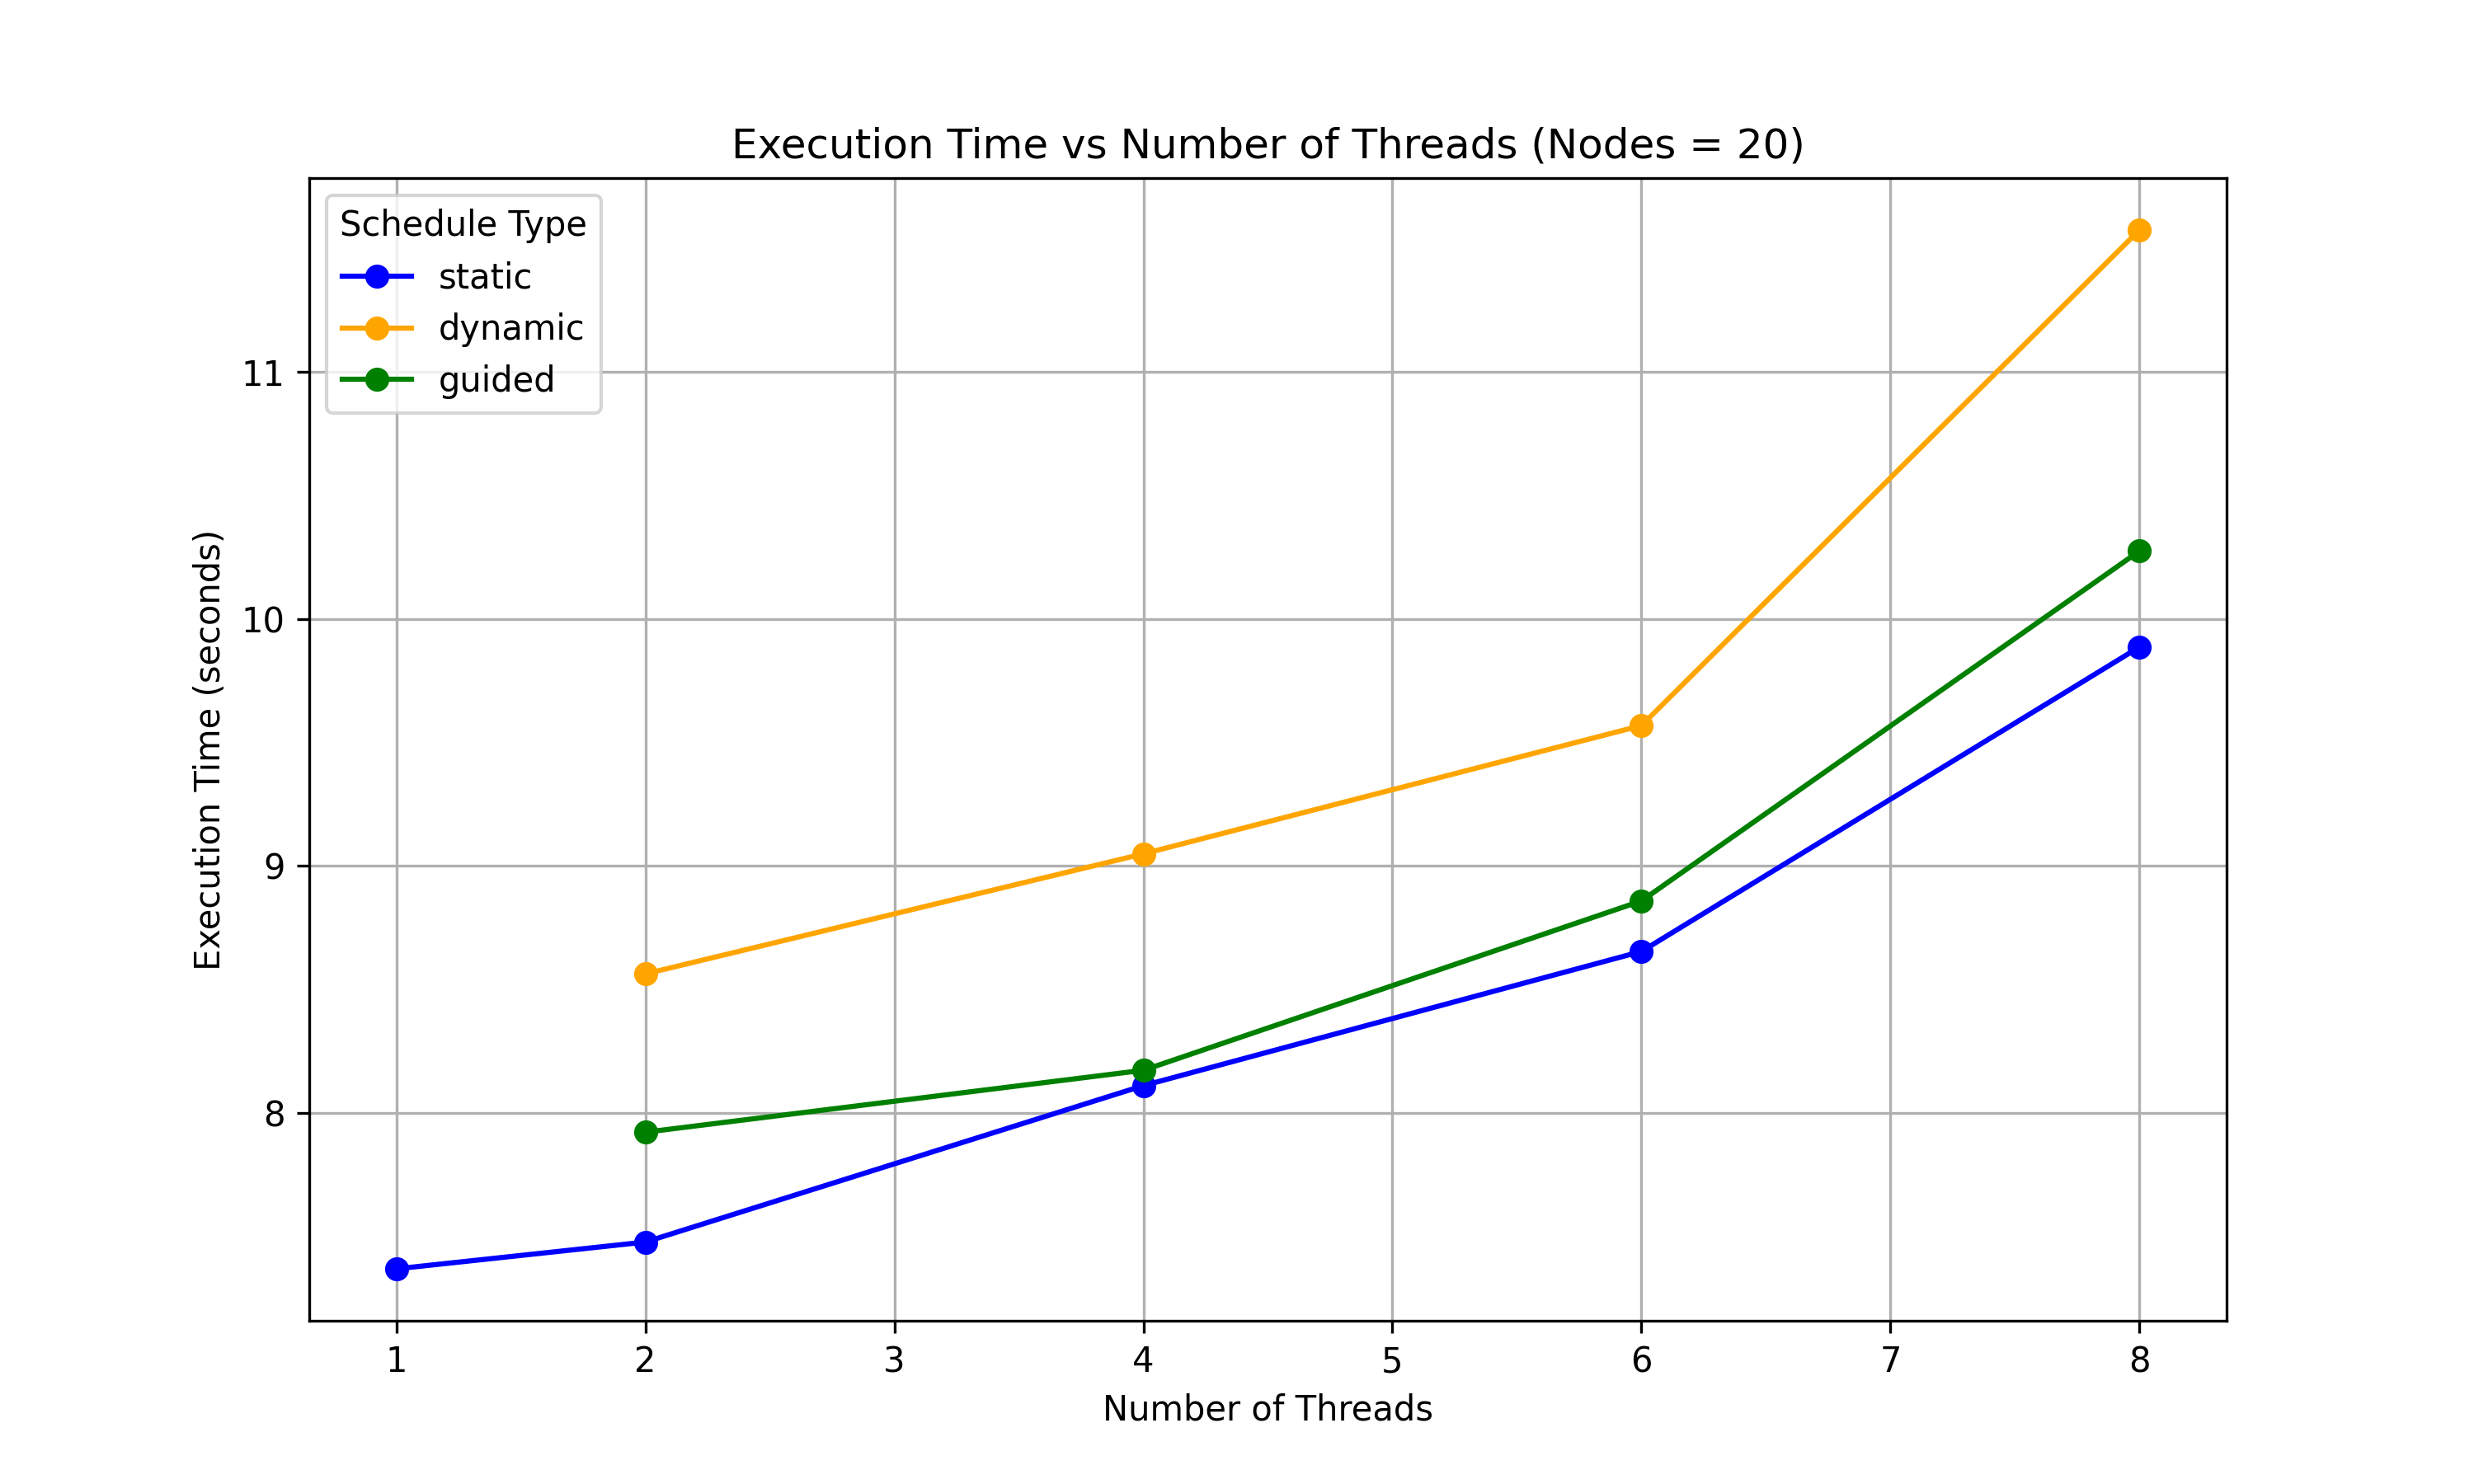 Execution Time vs Number of Threads (Nodes = 20)
Schedule Type
static
dynamic
guided
11
10
9
8
Execution Time (seconds)
1 2 3 4 5 6 7 8
Number of Threads